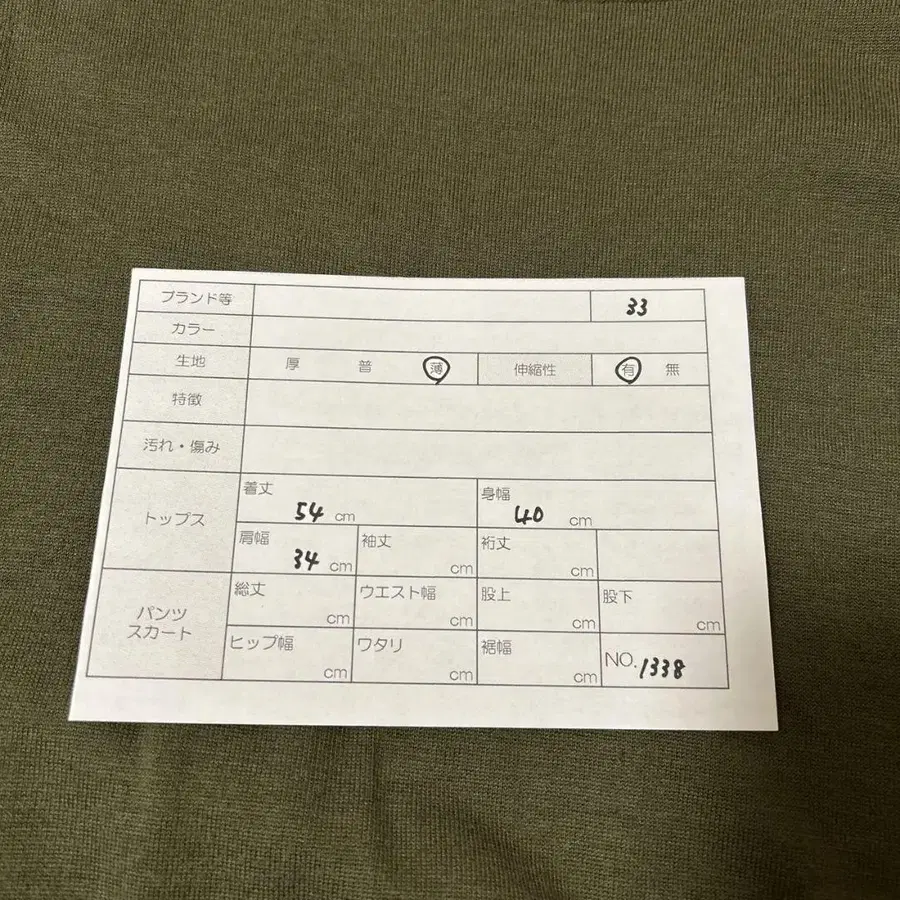 ブランド等 33
カラー
生地 厚 普 薄 伸縮性 有 無
特徴
汚れ・傷み
トップス
着丈 54 cm 身幅 40 cm
肩幅 34 cm 袖丈 cm 裄丈 cm
パンツ
スカート
総丈 cm ウエスト幅 cm 股上 cm 股下 cm
ヒップ幅 cm ワタリ cm 裾幅 cm NO. 1338